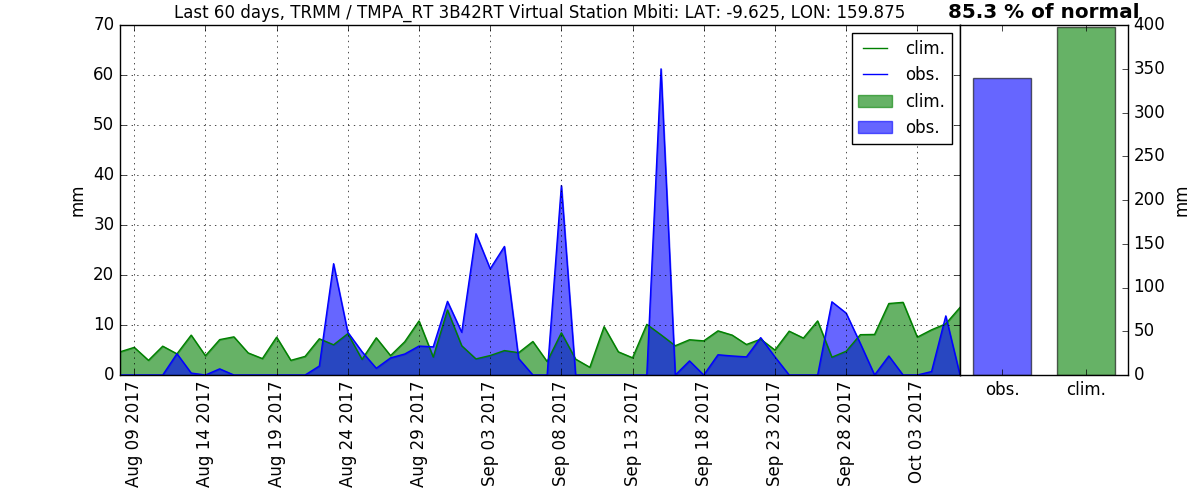 Last 60 days, TRMM / TMPA_RT 3B42RT Virtual Station Mbiti: LAT: -9.625, LON: 159.875
85.3 % of normal
70
60
50
40
30
20
10
0
mm
clim.
obs.
clim.
obs.
Aug 09 2017
Aug 14 2017
Aug 19 2017
Aug 24 2017
Aug 29 2017
Sep 03 2017
Sep 08 2017
Sep 13 2017
Sep 18 2017
Sep 23 2017
Sep 28 2017
Oct 03 2017
400
350
300
250
200
150
100
50
0
mm
obs.
clim.